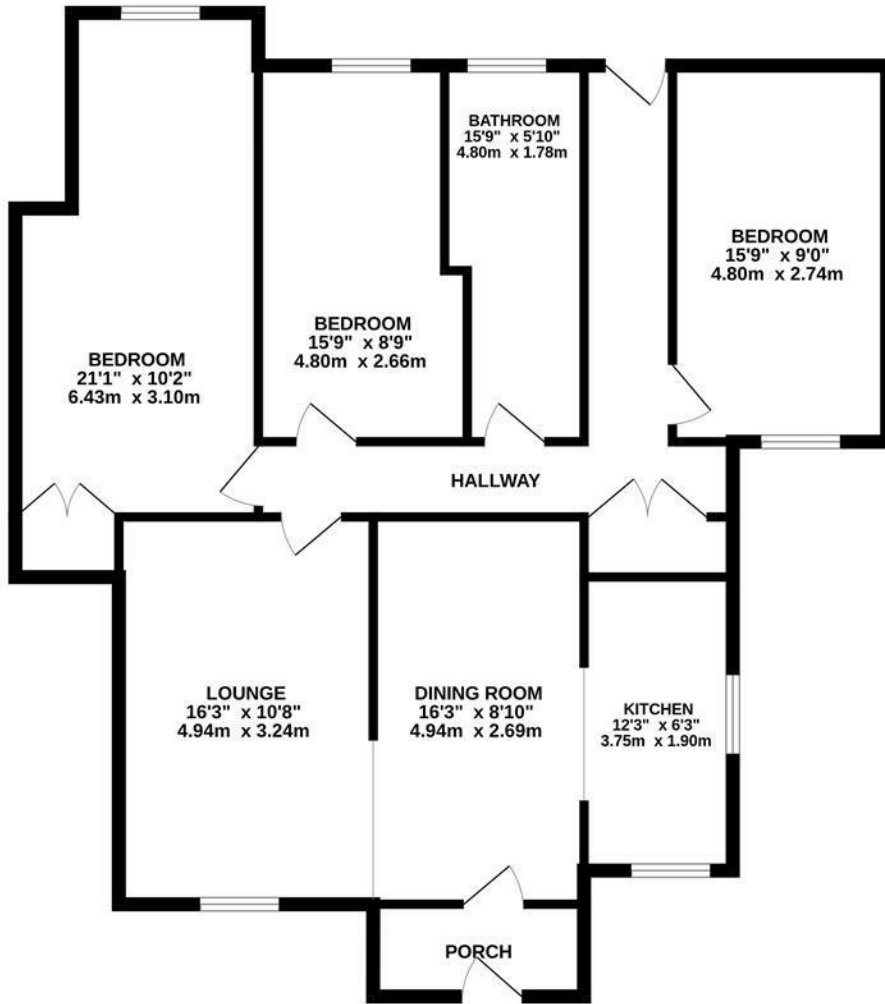 BATHROOM
15'9" x 5'10"
4.80m x 1.78m
BEDROOM
15'9" x 9'0"
4.80m x 2.74m
BEDROOM
15'9" x 8'9"
4.80m x 2.66m
BEDROOM
21'1" x 10'2"
6.43m x 3.10m
HALLWAY
LOUNGE
16'3" x 10'8"
4.94m x 3.24m
DINING ROOM
16'3" x 8'10"
4.94m x 2.69m
KITCHEN
12'3" x 6'3"
3.75m x 1.90m
PORCH